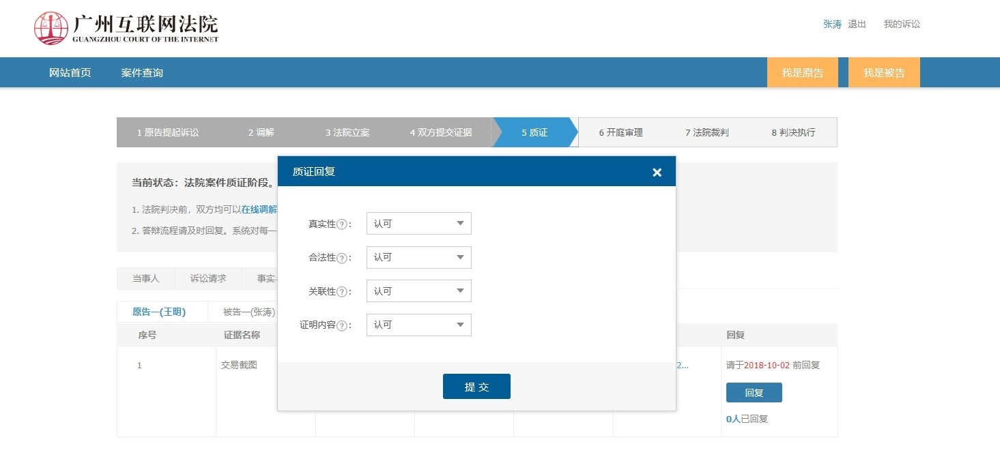 广州互联网法院
GUANGZHOU COURT OF THE INTERNET
张涛 退出 我的诉讼
网站首页 案件查询 我是原告 我是被告
1 原告提起诉讼 2 调解 3 法院立案 4 双方提交证据 5 质证 6 开庭审理 7 法院裁判 8 判决执行
质证回复
当前状态：法院案件质证阶段。
1. 法院判决前，双方均可以在线调解
2. 答辩流程请及时回复。系统对每一
真实性?： 认可
合法性?： 认可
关联性?： 认可
证明内容?： 认可
提 交
当事人 诉讼请求 事实
原告一(王明) 被告一(张涛)
序号 证据名称 回复
1 交易截图 2... 请于2018-10-02 前回复
回复
0人已回复